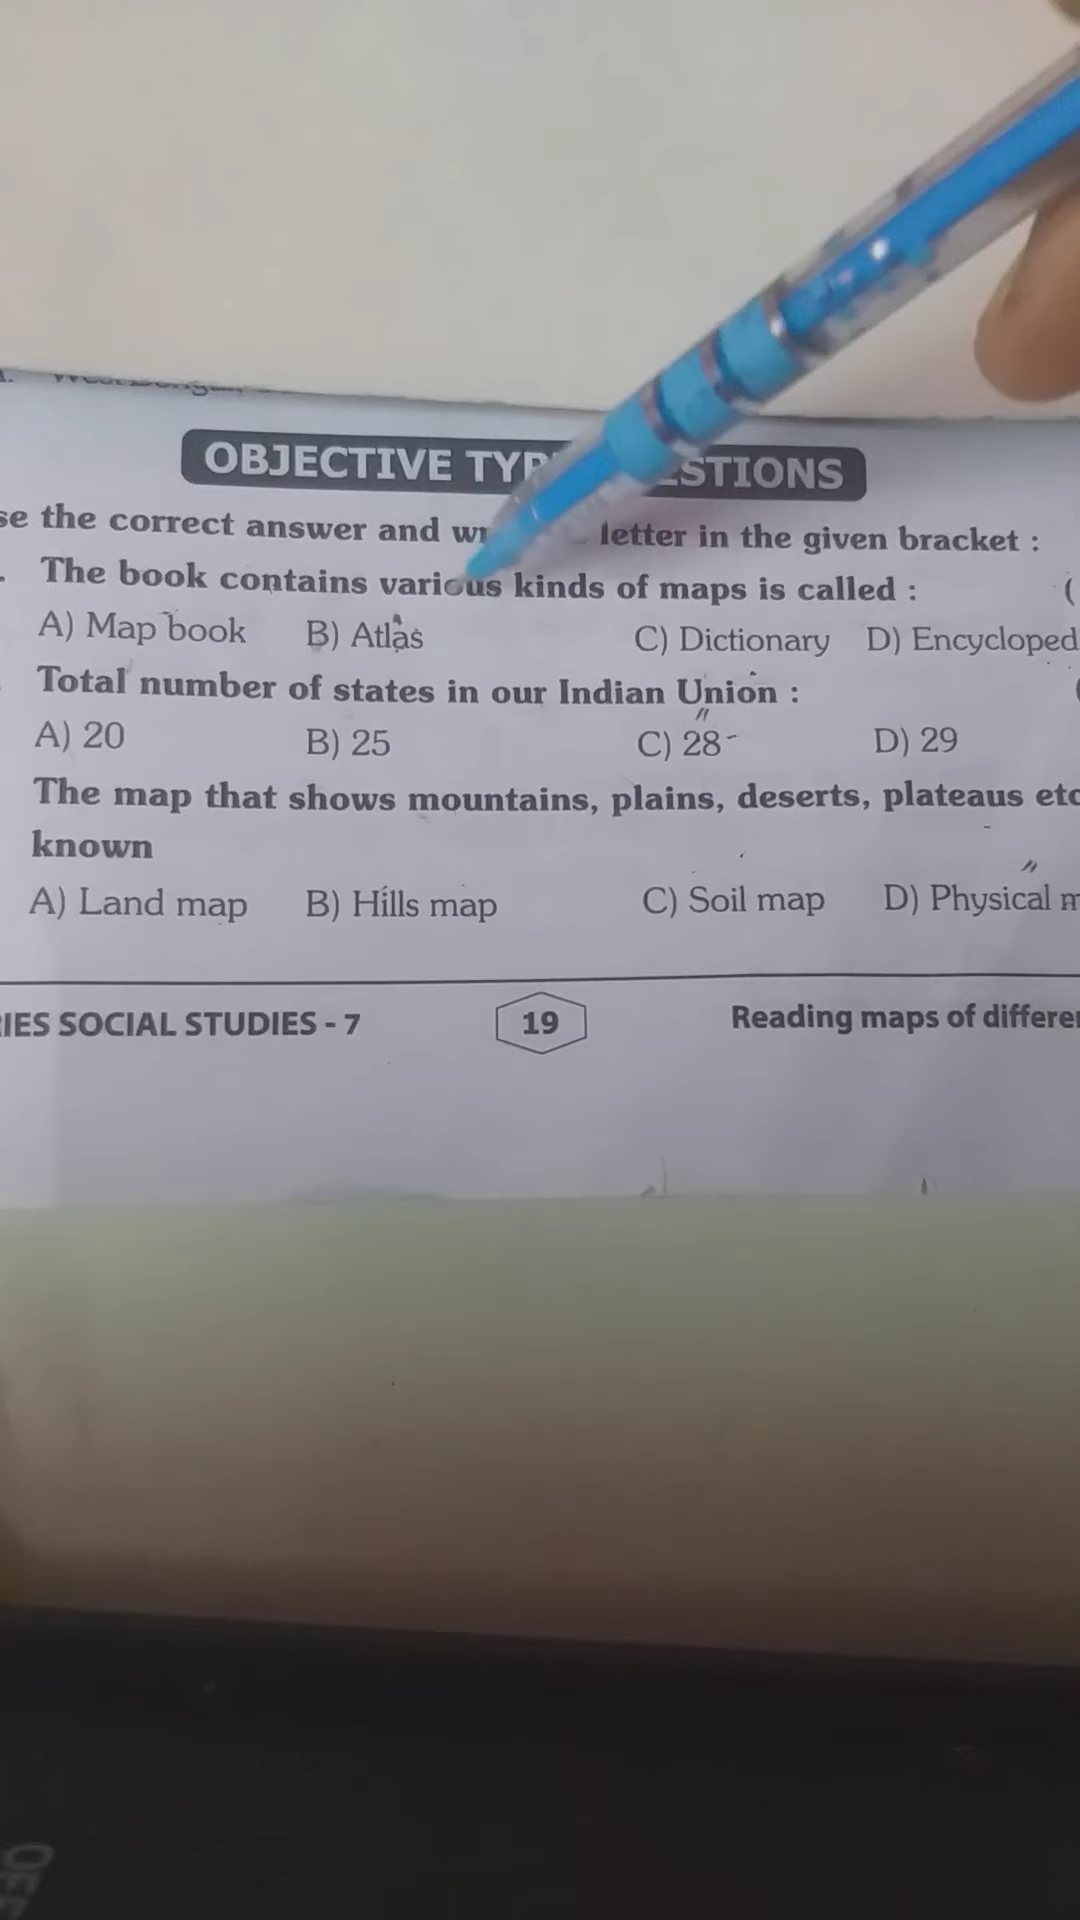 OBJECTIVE STIONS
se the correct answer and letter in the given bracket :
The book contains various kinds of maps is called : (
A) Map book B) Atlas C) Dictionary D) Encycloped
Total number of states in our Indian Union : (
A) 20 B) 25 C) 28 D) 29
The map that shows mountains, plains, deserts, plateaus etc
known
A) Land map B) Hills map C) Soil map D) Physical m
RIES SOCIAL STUDIES - 7 19 Reading maps of differen
OFF